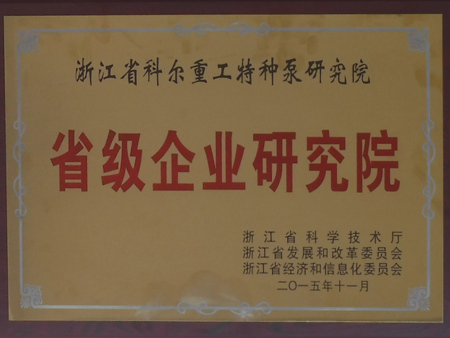 浙江省科尔重工特种泵研究院
省级企业研究院
浙江省科学技术厅
浙江省发展和改革委员会
浙江省经济和信息化委员会
二〇一五年十一月